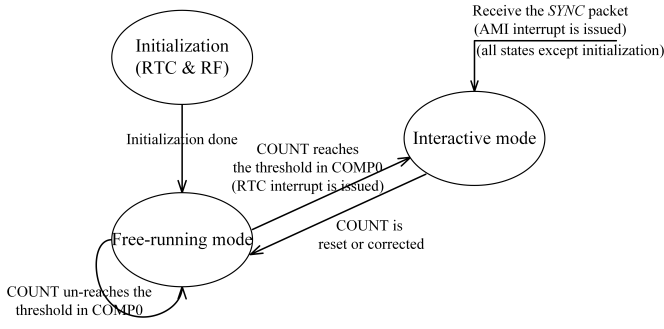 Receive the SYNC packet
(AMI interrupt is issued)
(all states except initialization)
Initialization
(RTC & RF)
Initialization done
Interactive mode
COUNT reaches
the threshold in COMP0
(RTC interrupt is issued)
COUNT is
reset or corrected
Free-running mode
COUNT un-reaches the
threshold in COMP0